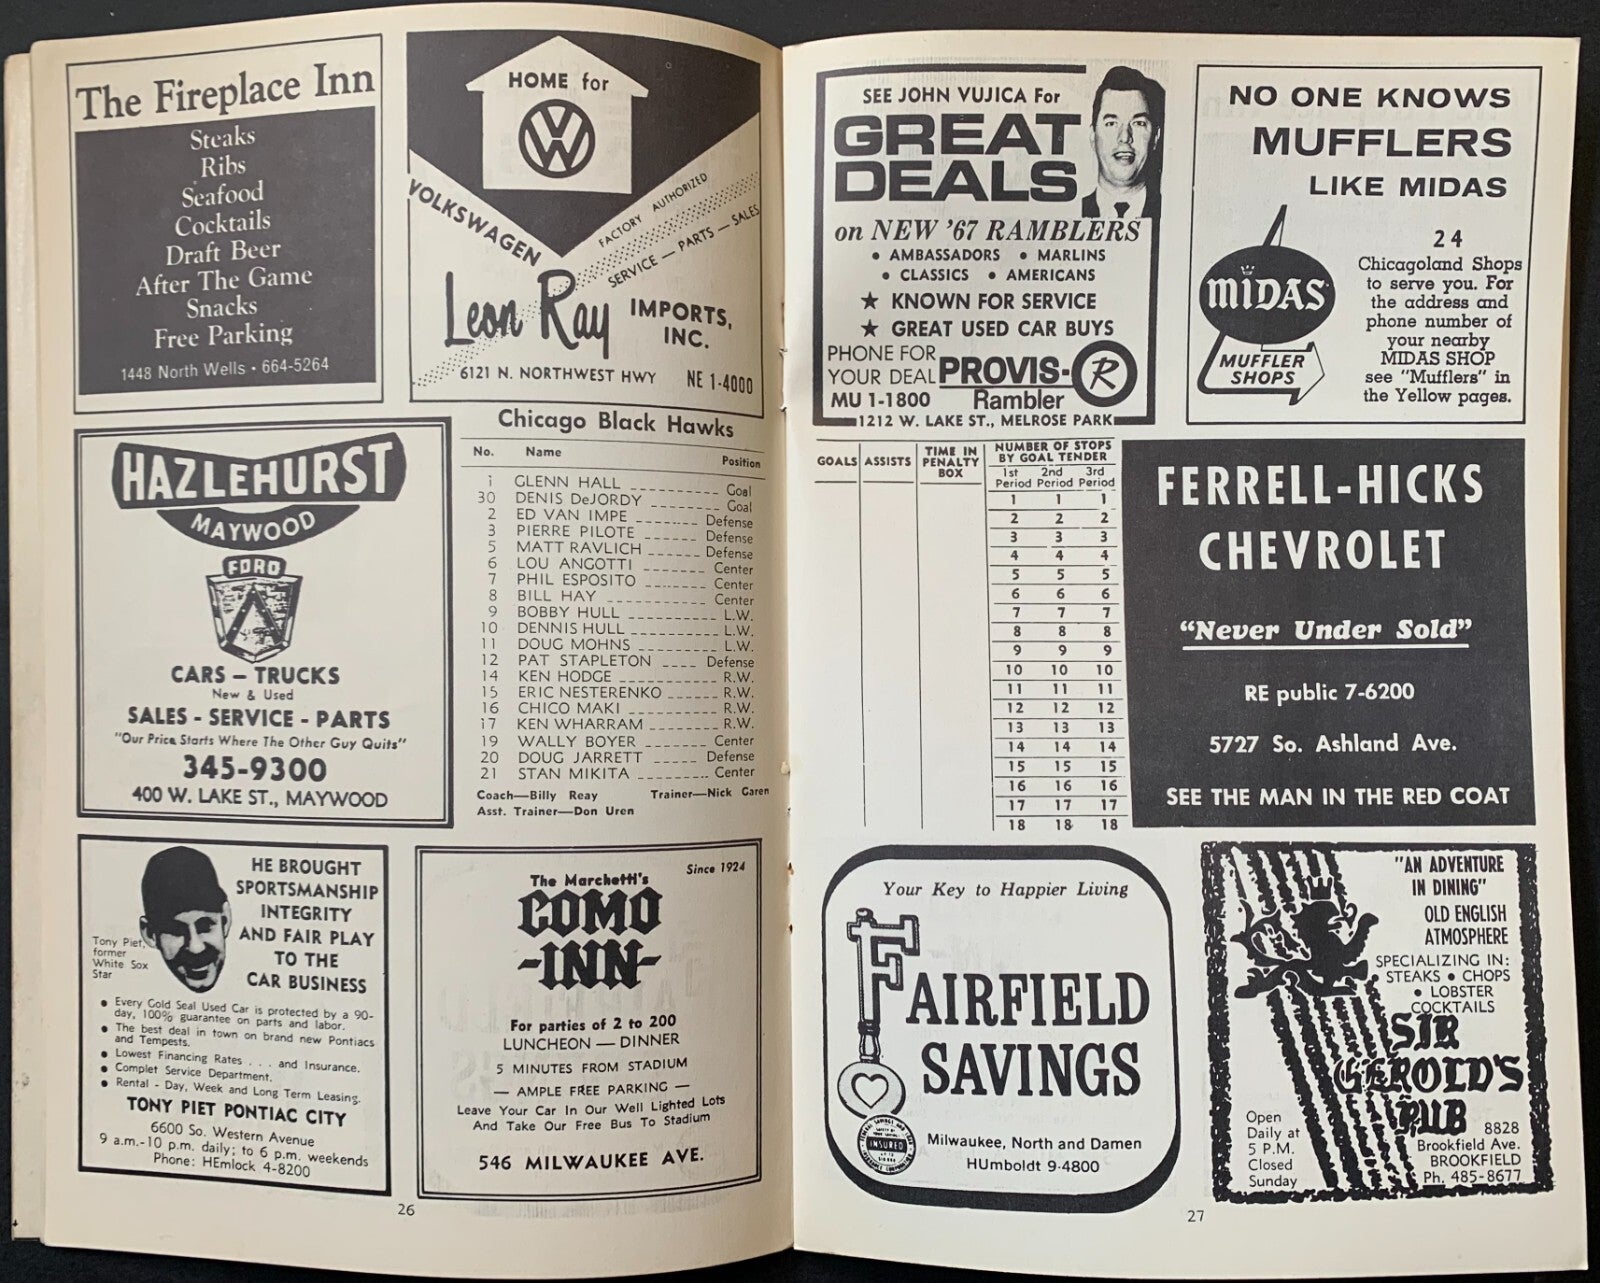 The Fireplace Inn
Steaks
Ribs
Seafood
Cocktails
Draft Beer
After The Game
Snacks
Free Parking
1448 North Wells • 664-5264
HOME for
VW
VOLKSWAGEN
FACTORY AUTHORIZED
SERVICE — PARTS — SALES
Leon Ray
IMPORTS,
INC.
6121 N. NORTHWEST HWY NE 1-4000
HAZLEHURST
MAYWOOD
FORD
CARS – TRUCKS
New & Used
SALES - SERVICE - PARTS
"Our Price Starts Where The Other Guy Quits"
345-9300
400 W. LAKE ST., MAYWOOD
Chicago Black Hawks
No. Name Position
1 GLENN HALL Goal
30 DENIS DeJORDY Goal
2 ED VAN IMPE Defense
3 PIERRE PILOTE Defense
5 MATT RAVLICH Defense
6 LOU ANGOTTI Center
7 PHIL ESPOSITO Center
8 BILL HAY Center
9 BOBBY HULL L.W.
10 DENNIS HULL L.W.
11 DOUG MOHNS L.W.
12 PAT STAPLETON Defense
14 KEN HODGE R.W.
15 ERIC NESTERENKO R.W.
16 CHICO MAKI R.W.
17 KEN WHARRAM R.W.
19 WALLY BOYER Center
20 DOUG JARRETT Defense
21 STAN MIKITA Center
Coach—Billy Reay Trainer—Nick Garen
Asst. Trainer—Don Uren
HE BROUGHT
SPORTSMANSHIP
INTEGRITY
AND FAIR PLAY
TO THE
CAR BUSINESS
Tony Piet,
former
White Sox
Star
• Every Gold Seal Used Car is protected by a 90-
day, 100% guarantee on parts and labor.
• The best deal in town on brand new Pontiacs
and Tempests.
• Lowest Financing Rates . . . and Insurance.
• Complet Service Department.
• Rental - Day, Week and Long Term Leasing.
TONY PIET PONTIAC CITY
6600 So. Western Avenue
9 a.m.-10 p.m. daily; to 6 p.m. weekends
Phone: HEmlock 4-8200
Since 1924
The Marchetti's
COMO
-INN-
For parties of 2 to 200
LUNCHEON — DINNER
5 MINUTES FROM STADIUM
— AMPLE FREE PARKING —
Leave Your Car In Our Well Lighted Lots
And Take Our Free Bus To Stadium
546 MILWAUKEE AVE.
26
SEE JOHN VUJICA For
GREAT
DEALS
on NEW '67 RAMBLERS
• AMBASSADORS • MARLINS
• CLASSICS • AMERICANS
★ KNOWN FOR SERVICE
★ GREAT USED CAR BUYS
PHONE FOR
YOUR DEAL
MU 1-1800
PROVIS-
R
Rambler
1212 W. LAKE ST., MELROSE PARK
NO ONE KNOWS
MUFFLERS
LIKE MIDAS
MIDAS
MUFFLER
SHOPS
24
Chicagoland Shops
to serve you. For
the address and
phone number of
your nearby
MIDAS SHOP
see "Mufflers" in
the Yellow pages.
GOALS ASSISTS TIME IN PENALTY BOX NUMBER OF STOPS
BY GOAL TENDER
1st 2nd 3rd
Period Period Period
1 1 1
2 2 2
3 3 3
4 4 4
5 5 5
6 6 6
7 7 7
8 8 8
9 9 9
10 10 10
11 11 11
12 12 12
13 13 13
14 14 14
15 15 15
16 16 16
17 17 17
18 18 18
FERRELL-HICKS
CHEVROLET
"Never Under Sold"
RE public 7-6200
5727 So. Ashland Ave.
SEE THE MAN IN THE RED COAT
Your Key to Happier Living
FAIRFIELD
SAVINGS
INSURED
Milwaukee, North and Damen
HUmboldt 9-4800
"AN ADVENTURE
IN DINING"
OLD ENGLISH
ATMOSPHERE
SPECIALIZING IN:
STEAKS • CHOPS
• LOBSTER
COCKTAILS
SIR
GEROLD'S
PUB
Open
Daily at
5 P.M.
Closed
Sunday
8828
Brookfield Ave.
BROOKFIELD
Ph. 485-8677
27